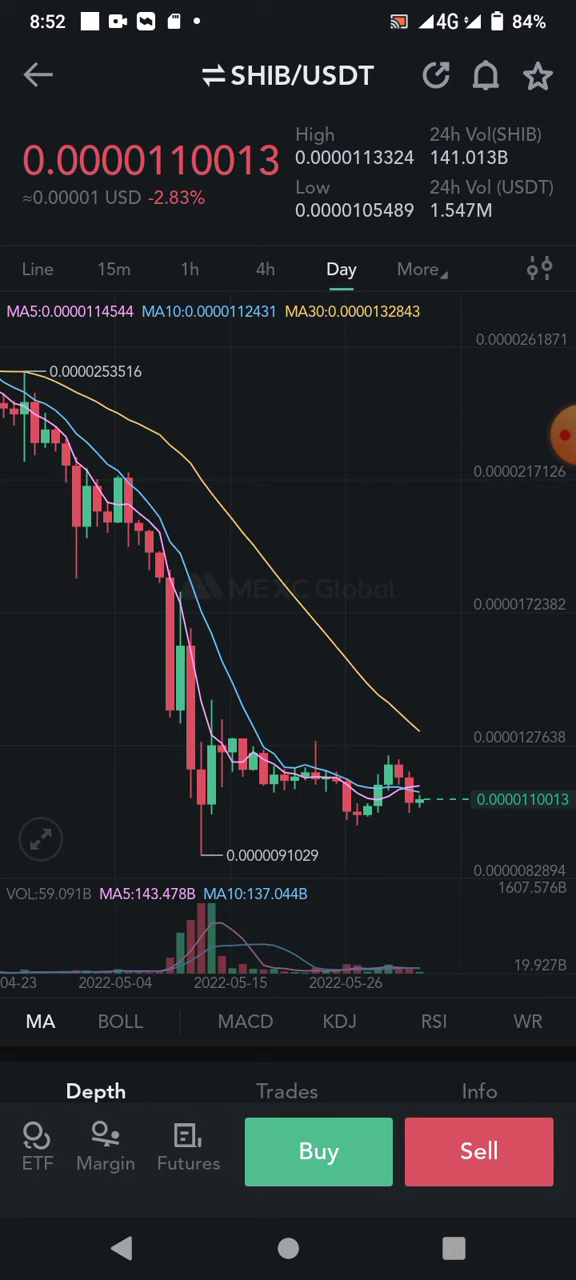 8:52 4G 84%
SHIB/USDT
High 24h Vol(SHIB)
0.0000110013 0.0000113324 141.013B
≈0.00001 USD -2.83% Low 24h Vol (USDT)
0.0000105489 1.547M
Line 15m 1h 4h Day More
MA5:0.0000114544 MA10:0.0000112431 MA30:0.0000132843
0.0000261871
0.0000253516
0.0000217126
MEXC Global
0.0000172382
0.0000127638
0.0000110013
0.0000091029
0.0000082894
VOL:59.091B MA5:143.478B MA10:137.044B 1607.576B
19.927B
04-23 2022-05-04 2022-05-15 2022-05-26
MA BOLL MACD KDJ RSI WR
Depth Trades Info
ETF Margin Futures Buy Sell